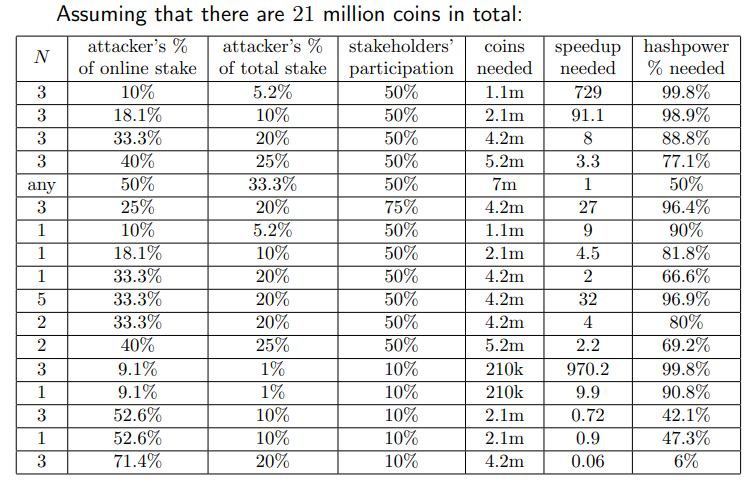 Assuming that there are 21 million coins in total:
N attacker's % of online stake attacker's % of total stake stakeholders' participation coins needed speedup needed hashpower % needed
3 10% 5.2% 50% 1.1m 729 99.8%
3 18.1% 10% 50% 2.1m 91.1 98.9%
3 33.3% 20% 50% 4.2m 8 88.8%
3 40% 25% 50% 5.2m 3.3 77.1%
any 50% 33.3% 50% 7m 1 50%
3 25% 20% 75% 4.2m 27 96.4%
1 10% 5.2% 50% 1.1m 9 90%
1 18.1% 10% 50% 2.1m 4.5 81.8%
1 33.3% 20% 50% 4.2m 2 66.6%
5 33.3% 20% 50% 4.2m 32 96.9%
2 33.3% 20% 50% 4.2m 4 80%
2 40% 25% 50% 5.2m 2.2 69.2%
3 9.1% 1% 10% 210k 970.2 99.8%
1 9.1% 1% 10% 210k 9.9 90.8%
3 52.6% 10% 10% 2.1m 0.72 42.1%
1 52.6% 10% 10% 2.1m 0.9 47.3%
3 71.4% 20% 10% 4.2m 0.06 6%